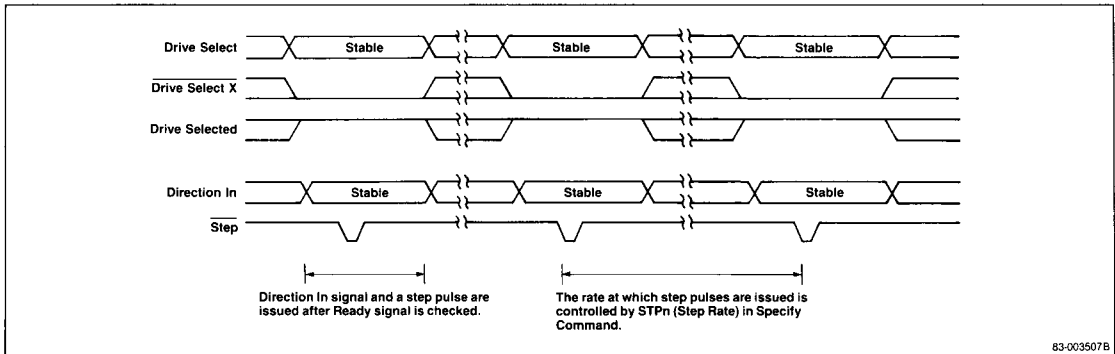 Drive Select
Stable
Stable
Stable
Drive Select X
Drive Selected
Direction In
Stable
Stable
Stable
Step
Direction In signal and a step pulse are
issued after Ready signal is checked.
The rate at which step pulses are issued is
controlled by STPn (Step Rate) in Specify
Command.
83-003507B